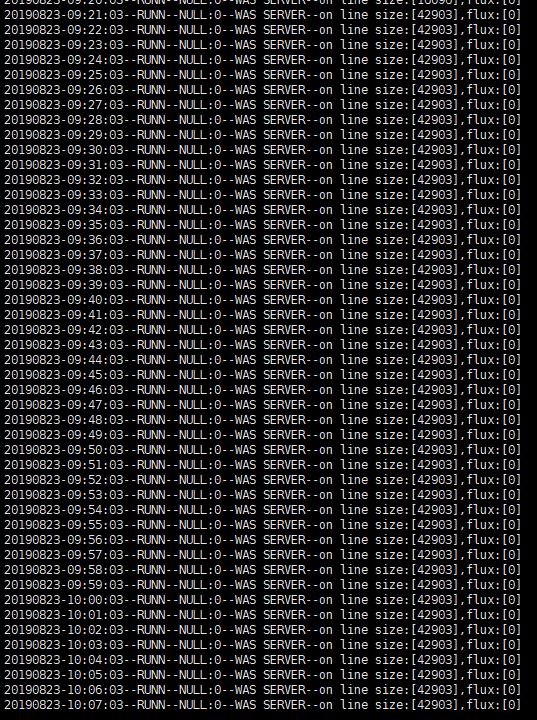 20190823-09:21:03--RUNN--NULL:0--WAS SERVER--on line size:[42903],flux:[0]
20190823-09:22:03--RUNN--NULL:0--WAS SERVER--on line size:[42903],flux:[0]
20190823-09:23:03--RUNN--NULL:0--WAS SERVER--on line size:[42903],flux:[0]
20190823-09:24:03--RUNN--NULL:0--WAS SERVER--on line size:[42903],flux:[0]
20190823-09:25:03--RUNN--NULL:0--WAS SERVER--on line size:[42903],flux:[0]
20190823-09:26:03--RUNN--NULL:0--WAS SERVER--on line size:[42903],flux:[0]
20190823-09:27:03--RUNN--NULL:0--WAS SERVER--on line size:[42903],flux:[0]
20190823-09:28:03--RUNN--NULL:0--WAS SERVER--on line size:[42903],flux:[0]
20190823-09:29:03--RUNN--NULL:0--WAS SERVER--on line size:[42903],flux:[0]
20190823-09:30:03--RUNN--NULL:0--WAS SERVER--on line size:[42903],flux:[0]
20190823-09:31:03--RUNN--NULL:0--WAS SERVER--on line size:[42903],flux:[0]
20190823-09:32:03--RUNN--NULL:0--WAS SERVER--on line size:[42903],flux:[0]
20190823-09:33:03--RUNN--NULL:0--WAS SERVER--on line size:[42903],flux:[0]
20190823-09:34:03--RUNN--NULL:0--WAS SERVER--on line size:[42903],flux:[0]
20190823-09:35:03--RUNN--NULL:0--WAS SERVER--on line size:[42903],flux:[0]
20190823-09:36:03--RUNN--NULL:0--WAS SERVER--on line size:[42903],flux:[0]
20190823-09:37:03--RUNN--NULL:0--WAS SERVER--on line size:[42903],flux:[0]
20190823-09:38:03--RUNN--NULL:0--WAS SERVER--on line size:[42903],flux:[0]
20190823-09:39:03--RUNN--NULL:0--WAS SERVER--on line size:[42903],flux:[0]
20190823-09:40:03--RUNN--NULL:0--WAS SERVER--on line size:[42903],flux:[0]
20190823-09:41:03--RUNN--NULL:0--WAS SERVER--on line size:[42903],flux:[0]
20190823-09:42:03--RUNN--NULL:0--WAS SERVER--on line size:[42903],flux:[0]
20190823-09:43:03--RUNN--NULL:0--WAS SERVER--on line size:[42903],flux:[0]
20190823-09:44:03--RUNN--NULL:0--WAS SERVER--on line size:[42903],flux:[0]
20190823-09:45:03--RUNN--NULL:0--WAS SERVER--on line size:[42903],flux:[0]
20190823-09:46:03--RUNN--NULL:0--WAS SERVER--on line size:[42903],flux:[0]
20190823-09:47:03--RUNN--NULL:0--WAS SERVER--on line size:[42903],flux:[0]
20190823-09:48:03--RUNN--NULL:0--WAS SERVER--on line size:[42903],flux:[0]
20190823-09:49:03--RUNN--NULL:0--WAS SERVER--on line size:[42903],flux:[0]
20190823-09:50:03--RUNN--NULL:0--WAS SERVER--on line size:[42903],flux:[0]
20190823-09:51:03--RUNN--NULL:0--WAS SERVER--on line size:[42903],flux:[0]
20190823-09:52:03--RUNN--NULL:0--WAS SERVER--on line size:[42903],flux:[0]
20190823-09:53:03--RUNN--NULL:0--WAS SERVER--on line size:[42903],flux:[0]
20190823-09:54:03--RUNN--NULL:0--WAS SERVER--on line size:[42903],flux:[0]
20190823-09:55:03--RUNN--NULL:0--WAS SERVER--on line size:[42903],flux:[0]
20190823-09:56:03--RUNN--NULL:0--WAS SERVER--on line size:[42903],flux:[0]
20190823-09:57:03--RUNN--NULL:0--WAS SERVER--on line size:[42903],flux:[0]
20190823-09:58:03--RUNN--NULL:0--WAS SERVER--on line size:[42903],flux:[0]
20190823-09:59:03--RUNN--NULL:0--WAS SERVER--on line size:[42903],flux:[0]
20190823-10:00:03--RUNN--NULL:0--WAS SERVER--on line size:[42903],flux:[0]
20190823-10:01:03--RUNN--NULL:0--WAS SERVER--on line size:[42903],flux:[0]
20190823-10:02:03--RUNN--NULL:0--WAS SERVER--on line size:[42903],flux:[0]
20190823-10:03:03--RUNN--NULL:0--WAS SERVER--on line size:[42903],flux:[0]
20190823-10:04:03--RUNN--NULL:0--WAS SERVER--on line size:[42903],flux:[0]
20190823-10:05:03--RUNN--NULL:0--WAS SERVER--on line size:[42903],flux:[0]
20190823-10:06:03--RUNN--NULL:0--WAS SERVER--on line size:[42903],flux:[0]
20190823-10:07:03--RUNN--NULL:0--WAS SERVER--on line size:[42903],flux:[0]